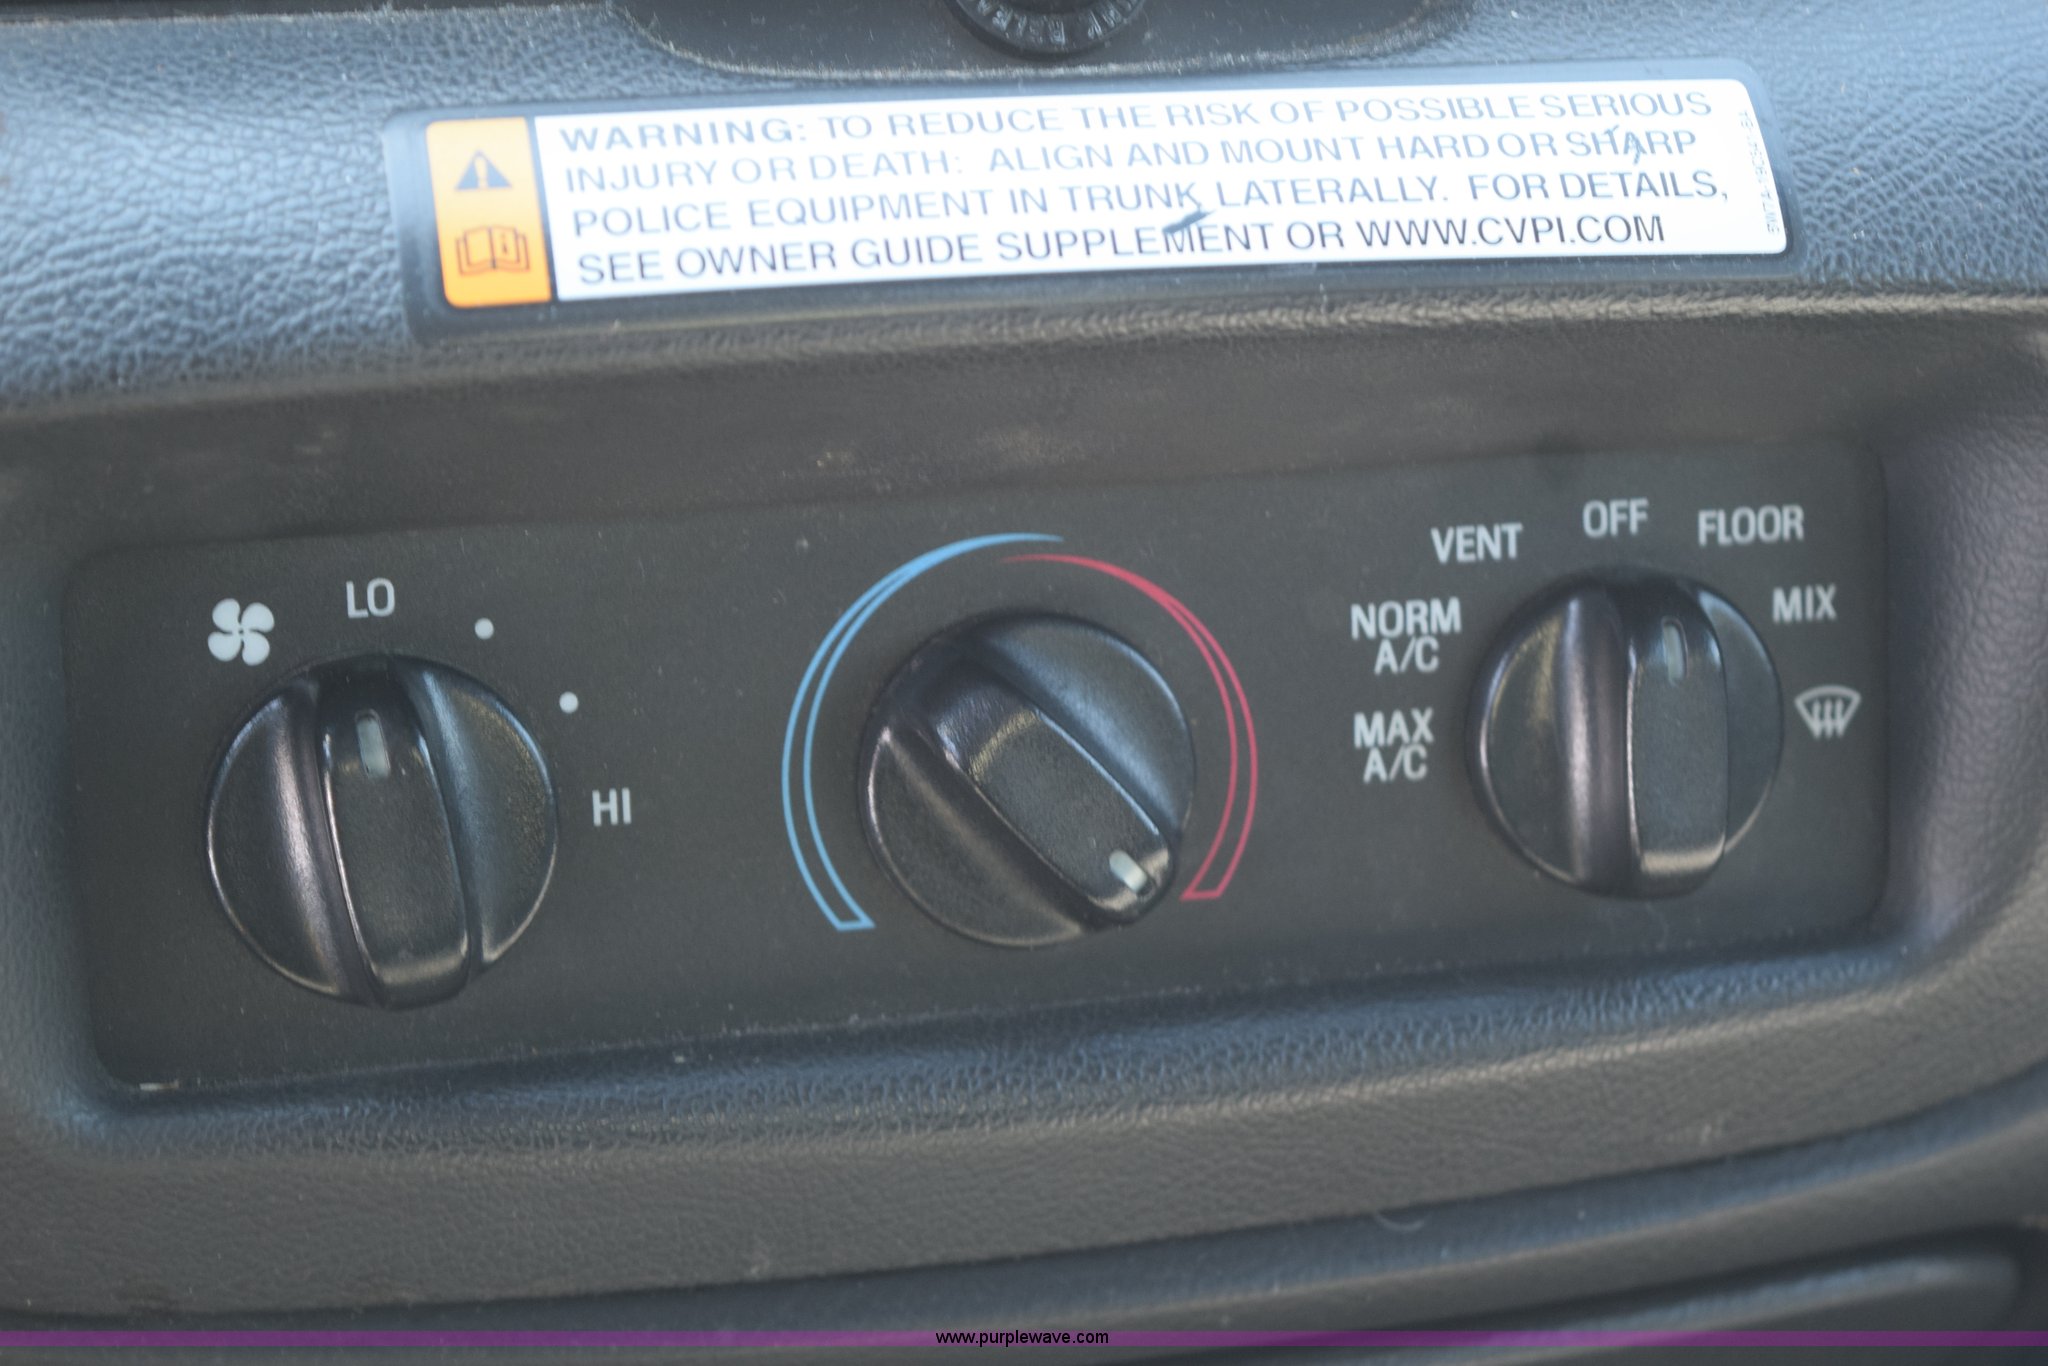 WARNING: TO REDUCE THE RISK OF POSSIBLE SERIOUS
INJURY OR DEATH: ALIGN AND MOUNT HARD OR SHARP
POLICE EQUIPMENT IN TRUNK LATERALLY. FOR DETAILS,
SEE OWNER GUIDE SUPPLEMENT OR WWW.CVPI.COM
LO
HI
MAX
A/C
NORM
A/C
VENT
OFF
FLOOR
MIX
www.purplewave.com